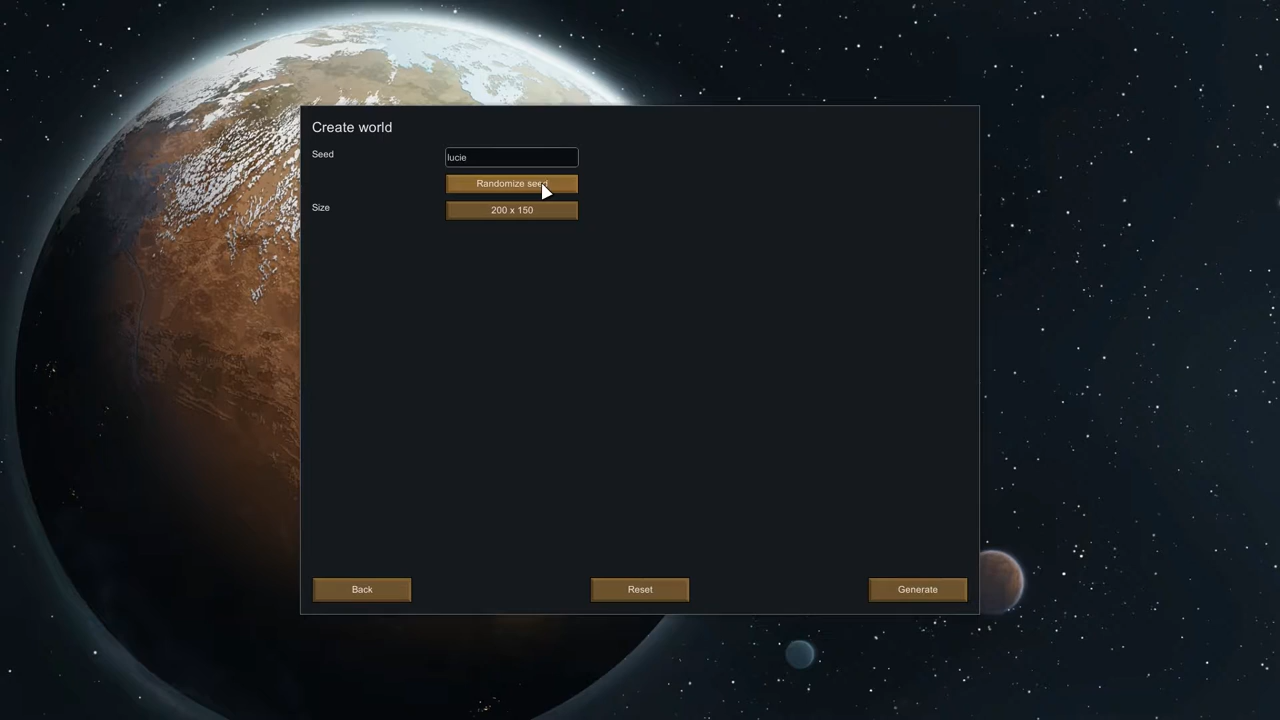 Create world
Seed
lucie
Randomize seed
Size
200 x 150
Back
Reset
Generate